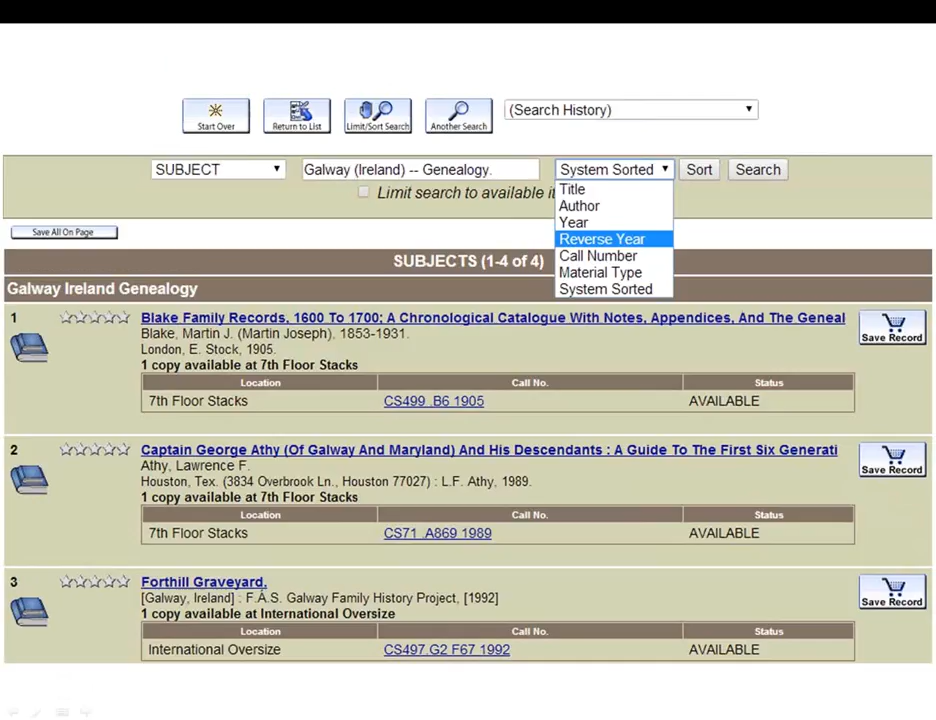 Start Over
Return to List
Limit/Sort Search
Another Search
(Search History)
SUBJECT
Galway (Ireland) -- Genealogy.
System Sorted
Sort
Search
Limit search to available it
Title
Author
Year
Reverse Year
Call Number
Material Type
System Sorted
Save All On Page
SUBJECTS (1-4 of 4)
Galway Ireland Genealogy
1
Blake Family Records, 1600 To 1700; A Chronological Catalogue With Notes, Appendices, And The Geneal
Save Record
Blake, Martin J. (Martin Joseph), 1853-1931.
London, E. Stock, 1905.
1 copy available at 7th Floor Stacks
Location Call No. Status
7th Floor Stacks CS499 .B6 1905 AVAILABLE
2
Captain George Athy (Of Galway And Maryland) And His Descendants : A Guide To The First Six Generati
Save Record
Athy, Lawrence F.
Houston, Tex. (3834 Overbrook Ln., Houston 77027) : L.F. Athy, 1989.
1 copy available at 7th Floor Stacks
Location Call No. Status
7th Floor Stacks CS71 .A869 1989 AVAILABLE
3
Forthill Graveyard.
Save Record
[Galway, Ireland] : F.Á.S. Galway Family History Project, [1992]
1 copy available at International Oversize
Location Call No. Status
International Oversize CS497.G2 F67 1992 AVAILABLE